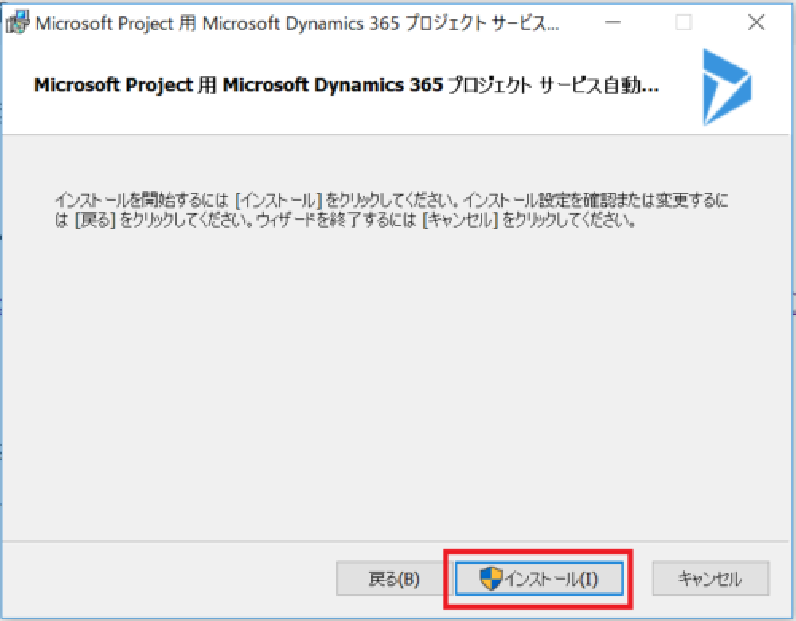 Microsoft Project 用 Microsoft Dynamics 365 プロジェクト サービス...
Microsoft Project 用 Microsoft Dynamics 365 プロジェクト サービス自動...
インストールを開始するには [インストール] をクリックしてください。インストール設定を確認または変更するに
は [戻る] をクリックしてください。ウィザードを終了するには [キャンセル] をクリックしてください。
戻る(B)
インストール(I)
キャンセル